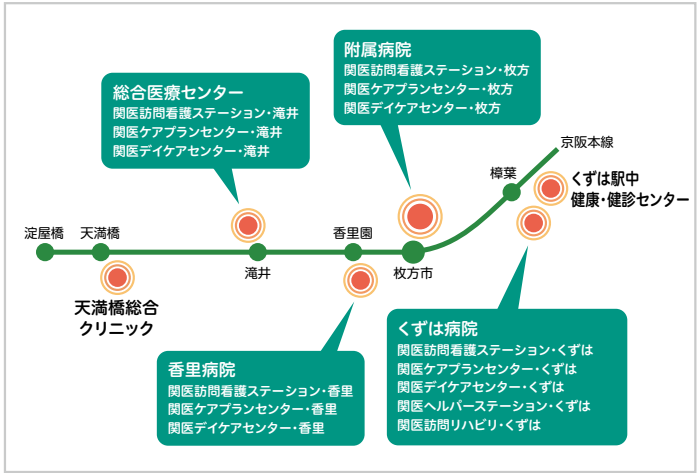 附属病院
関医訪問看護ステーション・枚方
関医ケアプランセンター・枚方
関医デイケアセンター・枚方
総合医療センター
関医訪問看護ステーション・滝井
関医ケアプランセンター・滝井
関医デイケアセンター・滝井
京阪本線
樟葉
くずは駅中
健康・健診センター
淀屋橋
天満橋
香里園
滝井
枚方市
天満橋総合
クリニック
香里病院
関医訪問看護ステーション・香里
関医ケアプランセンター・香里
関医デイケアセンター・香里
くずは病院
関医訪問看護ステーション・くずは
関医ケアプランセンター・くずは
関医デイケアセンター・くずは
関医ヘルパーステーション・くずは
関医訪問リハビリ・くずは